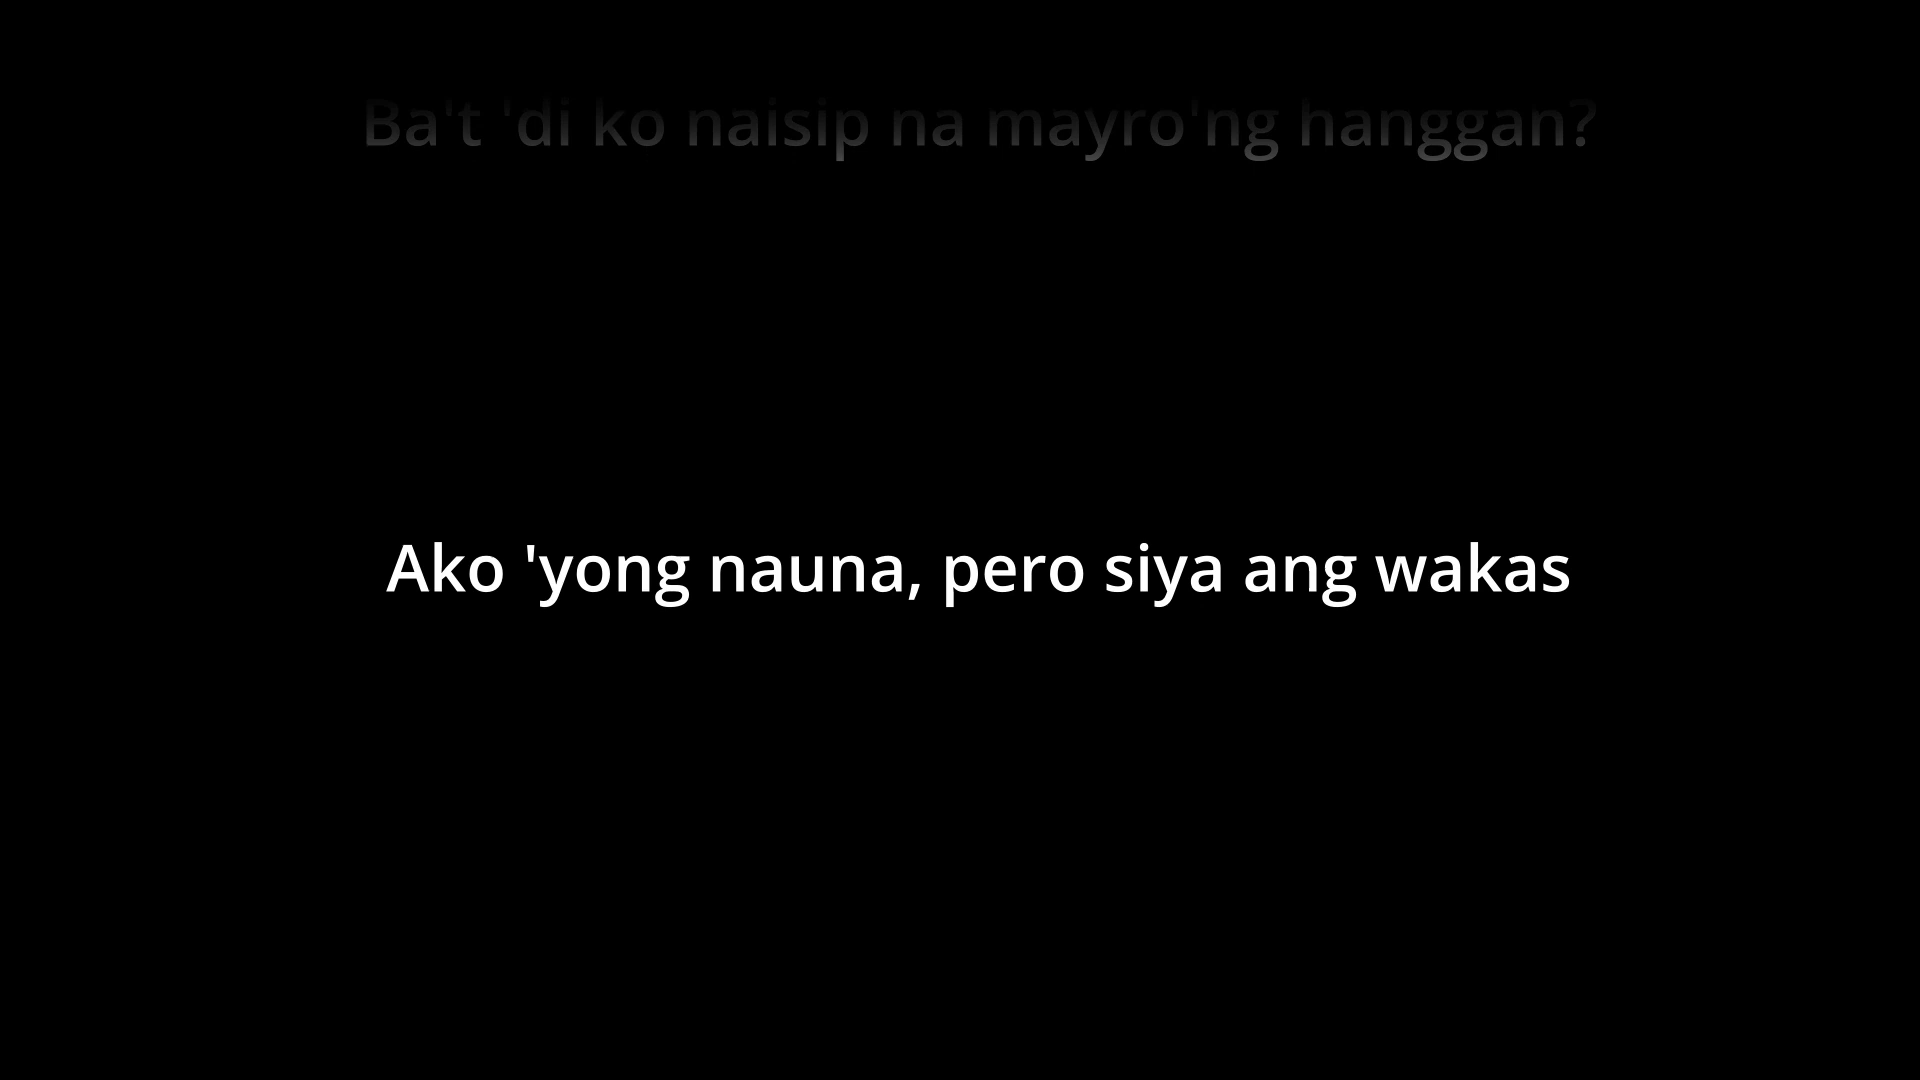 Ba't 'di ko naisip na mayro'ng hanggan?
Ako 'yong nauna, pero siya ang wakas